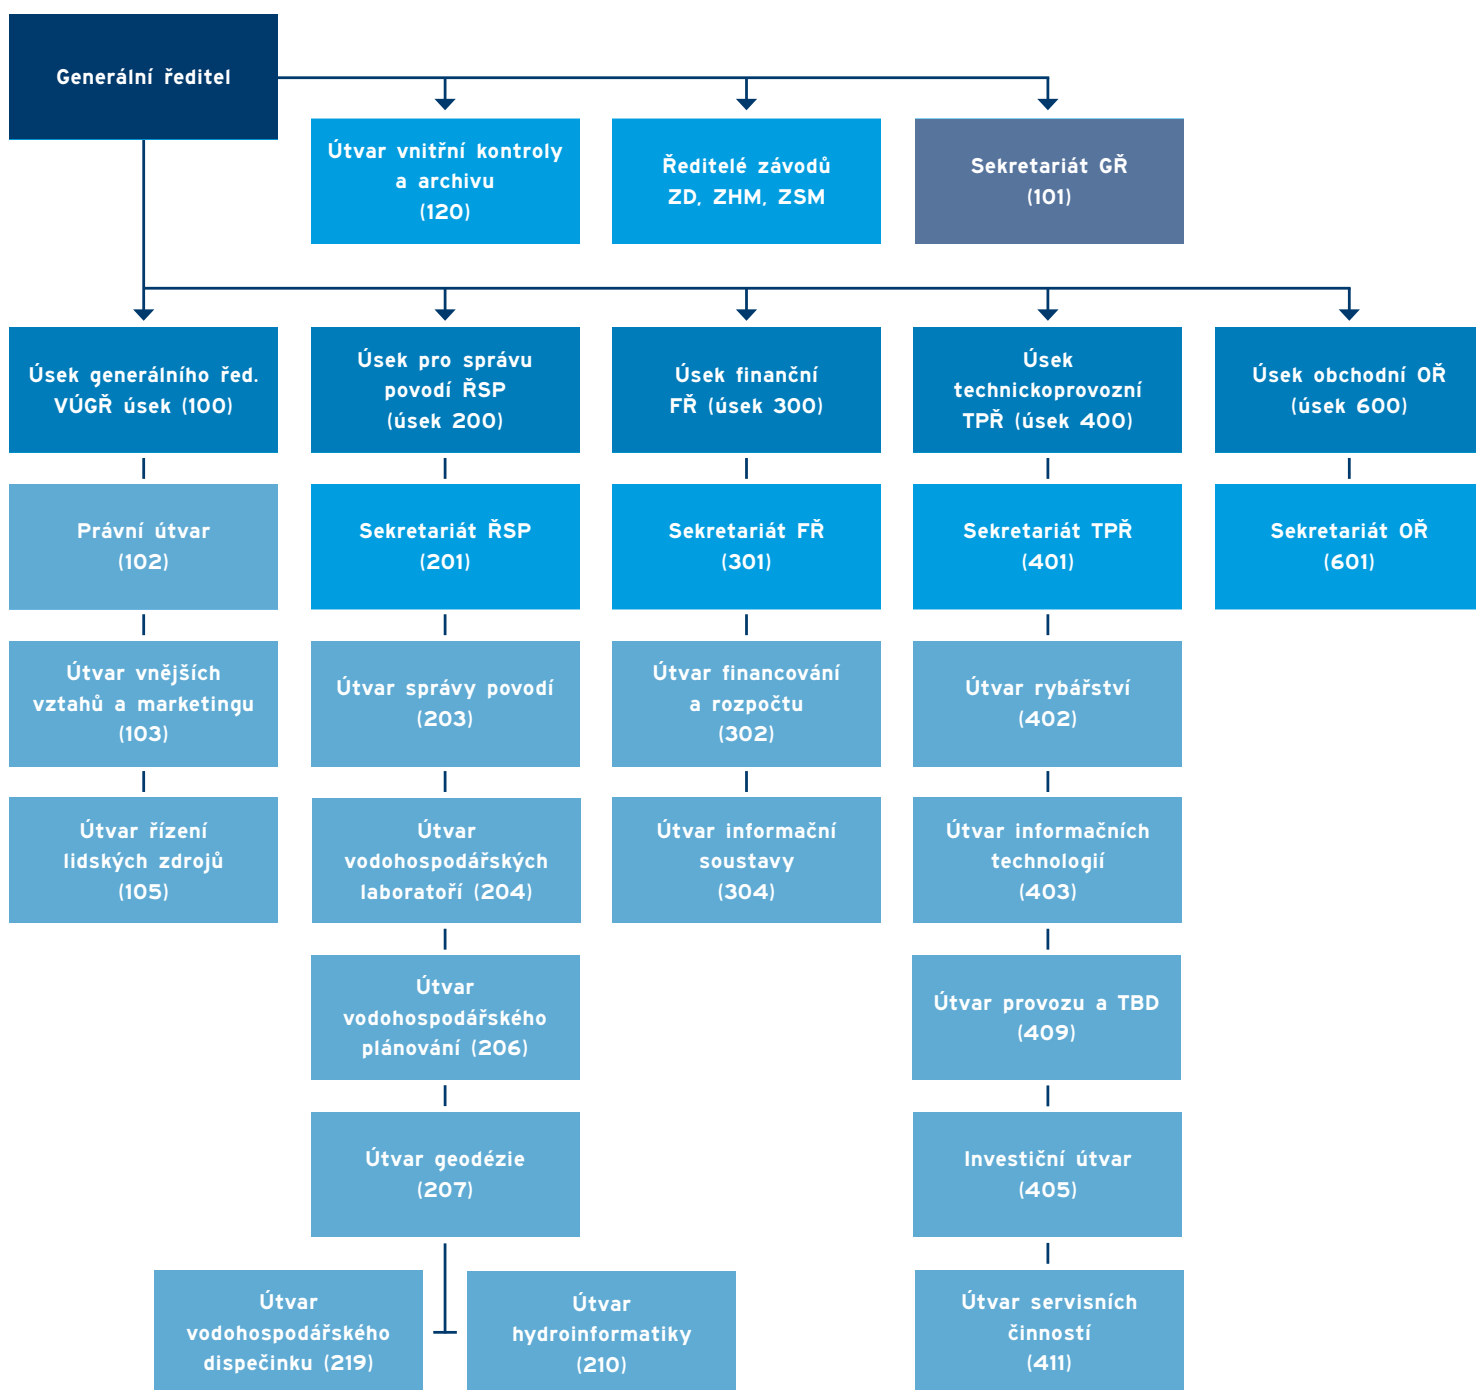 Generální ředitel
Útvar vnitřní kontroly
a archivu
(120)
Ředitelé závodů
ZD, ZHM, ZSM
Sekretariát GŘ
(101)
Úsek generálního řed.
VÚGŘ úsek (100)
Úsek pro správu
povodí ŘSP
(úsek 200)
Úsek finanční
FŘ (úsek 300)
Úsek
technickoprovozní
TPŘ (úsek 400)
Úsek obchodní OŘ
(úsek 600)
Právní útvar
(102)
Sekretariát ŘSP
(201)
Sekretariát FŘ
(301)
Sekretariát TPŘ
(401)
Sekretariát OŘ
(601)
Útvar vnějších
vztahů a marketingu
(103)
Útvar správy povodí
(203)
Útvar financování
a rozpočtu
(302)
Útvar rybářství
(402)
Útvar řízení
lidských zdrojů
(105)
Útvar
vodohospodářských
laboratoří (204)
Útvar informační
soustavy
(304)
Útvar informačních
technologií
(403)
Útvar
vodohospodářského
plánování (206)
Útvar provozu a TBD
(409)
Útvar geodézie
(207)
Investiční útvar
(405)
Útvar
vodohospodářského
dispečinku (219)
Útvar
hydroinformatiky
(210)
Útvar servisních
činností
(411)